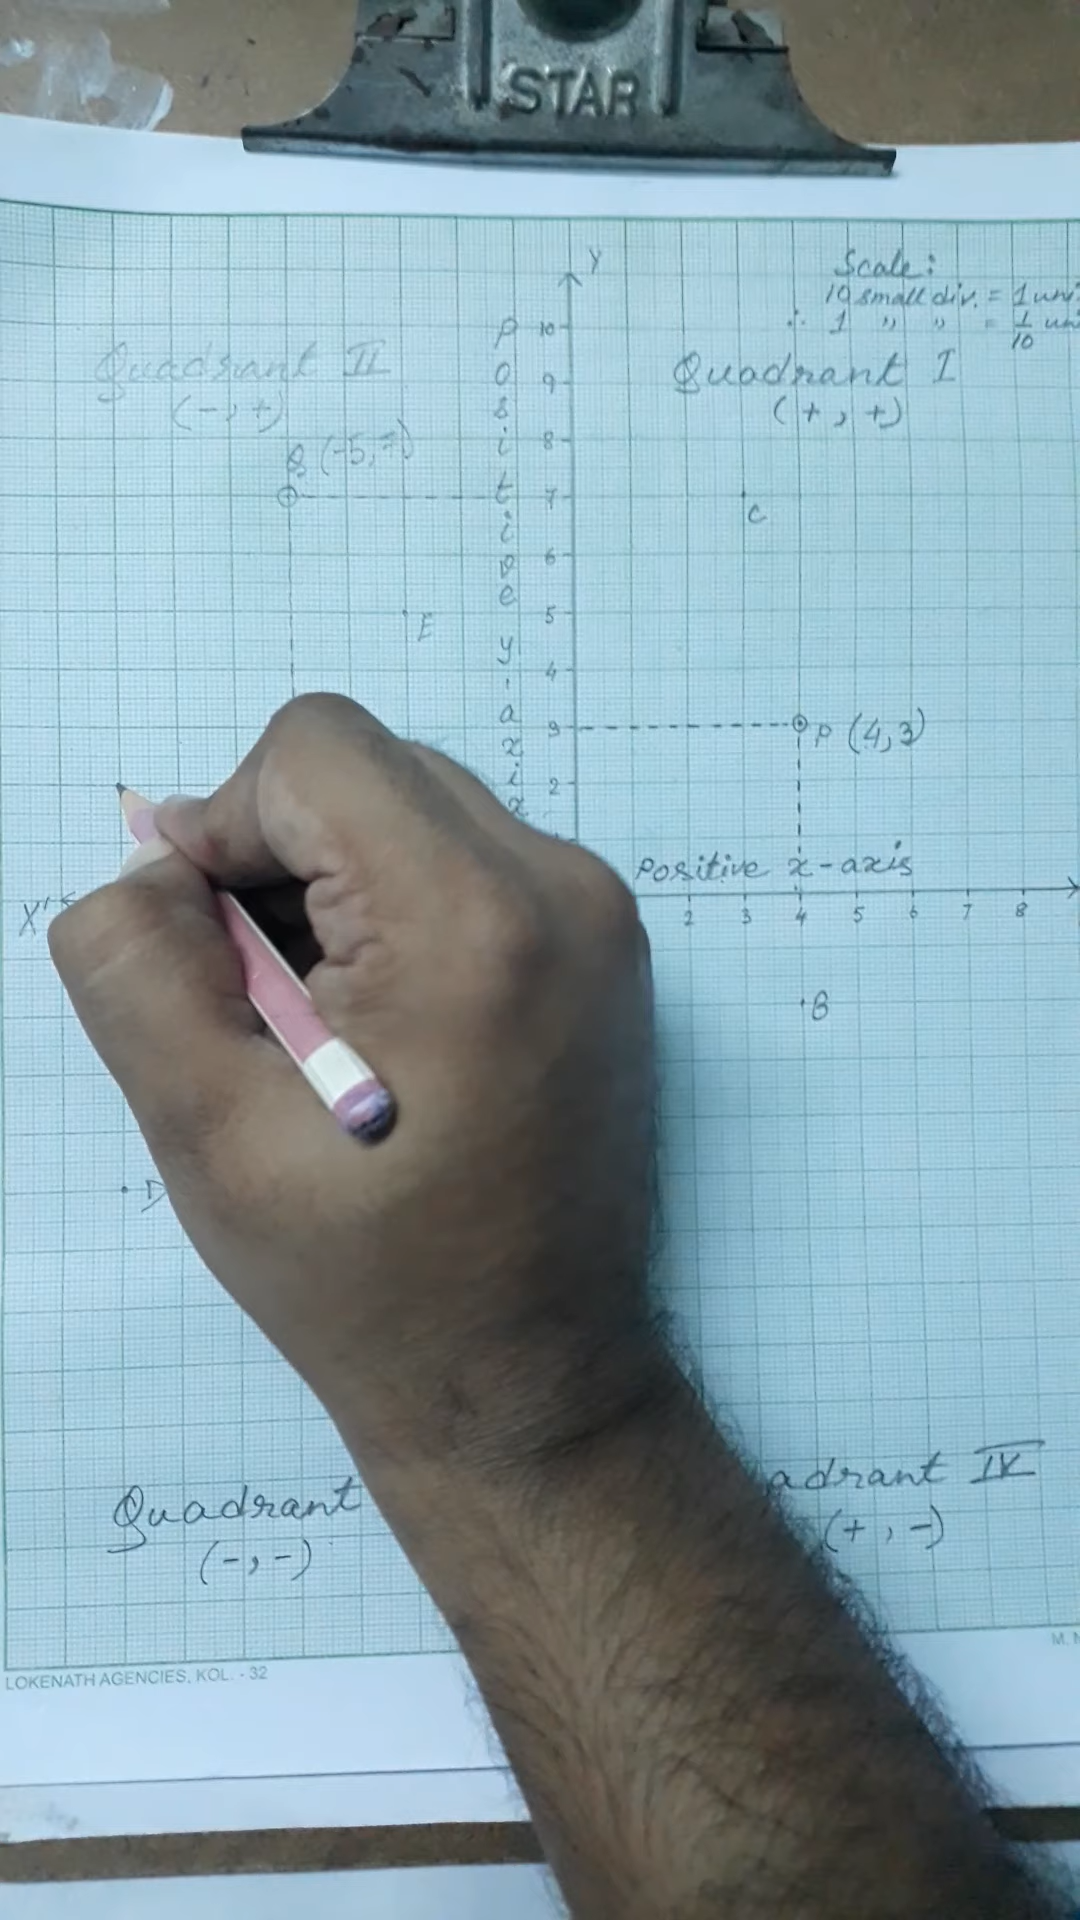 STAR
Y
Scale:
10 small div. = 1
∴ 1 " " = 1/10
Quadrant II
(-, +)
Quadrant I
(+, +)
Positive y-axis
10
9
8
7
6
5
4
3
2
(-5, 7)
C
E
P (4, 3)
Positive x-axis
X'
2 3 4 5 6 7 8
B
D
Quadrant
(-, -)
adrant IV
(+, -)
LOKENATH AGENCIES, KOL. - 32